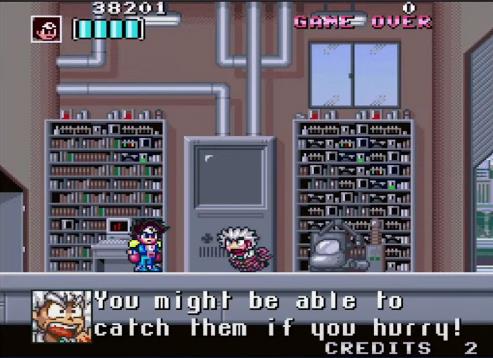 38201
0
GAME OVER
You might be able to
catch them if you hurry!
CREDITS 2